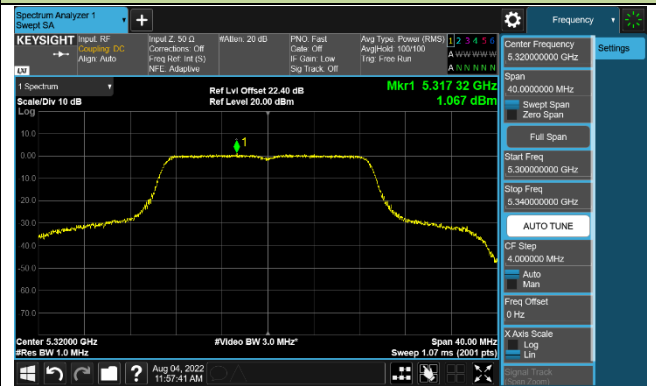 Spectrum Analyzer 1
Swept SA
Frequency
KEYSIGHT
Input: RF
Coupling: DC
Align: Auto
Input Z: 50 Ω
Corrections: Off
Freq Ref: Int (S)
NFE: Adaptive
#Atten: 20 dB
PNO: Fast
Gate: Off
IF Gain: Low
Sig Track: Off
Avg Type: Power (RMS)
Avg|Hold: 100/100
Trig: Free Run
1 2 3 4 5 6
A W W W W W
A N N N N N
LXI
Center Frequency
5.320000000 GHz
Settings
Span
40.0000000 MHz
Swept Span
Zero Span
Full Span
Start Freq
5.300000000 GHz
Stop Freq
5.340000000 GHz
AUTO TUNE
CF Step
4.000000 MHz
Auto
Man
Freq Offset
0 Hz
X Axis Scale
Log
Lin
Signal Track
(Span Zoom)
1 Spectrum
Scale/Div 10 dB
Log
Ref Lvl Offset 22.40 dB
Ref Level 20.00 dBm
Mkr1 5.317 32 GHz
1.067 dBm
1
10.0
0.00
-10.0
-20.0
-30.0
-40.0
-50.0
-60.0
-70.0
Center 5.32000 GHz
#Res BW 1.0 MHz
#Video BW 3.0 MHz*
Span 40.00 MHz
Sweep 1.07 ms (2001 pts)
?
Aug 04, 2022
11:57:41 AM